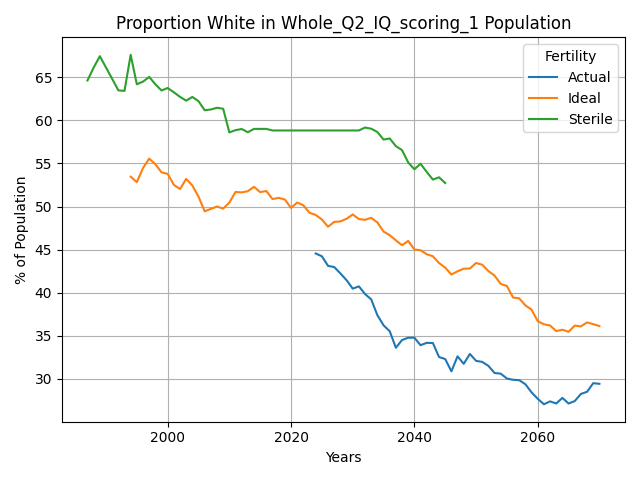 Proportion White in Whole_Q2_IQ_scoring_1 Population
Fertility
Actual
Ideal
Sterile
% of Population
65
60
55
50
45
40
35
30
2000
2020
2040
2060
Years